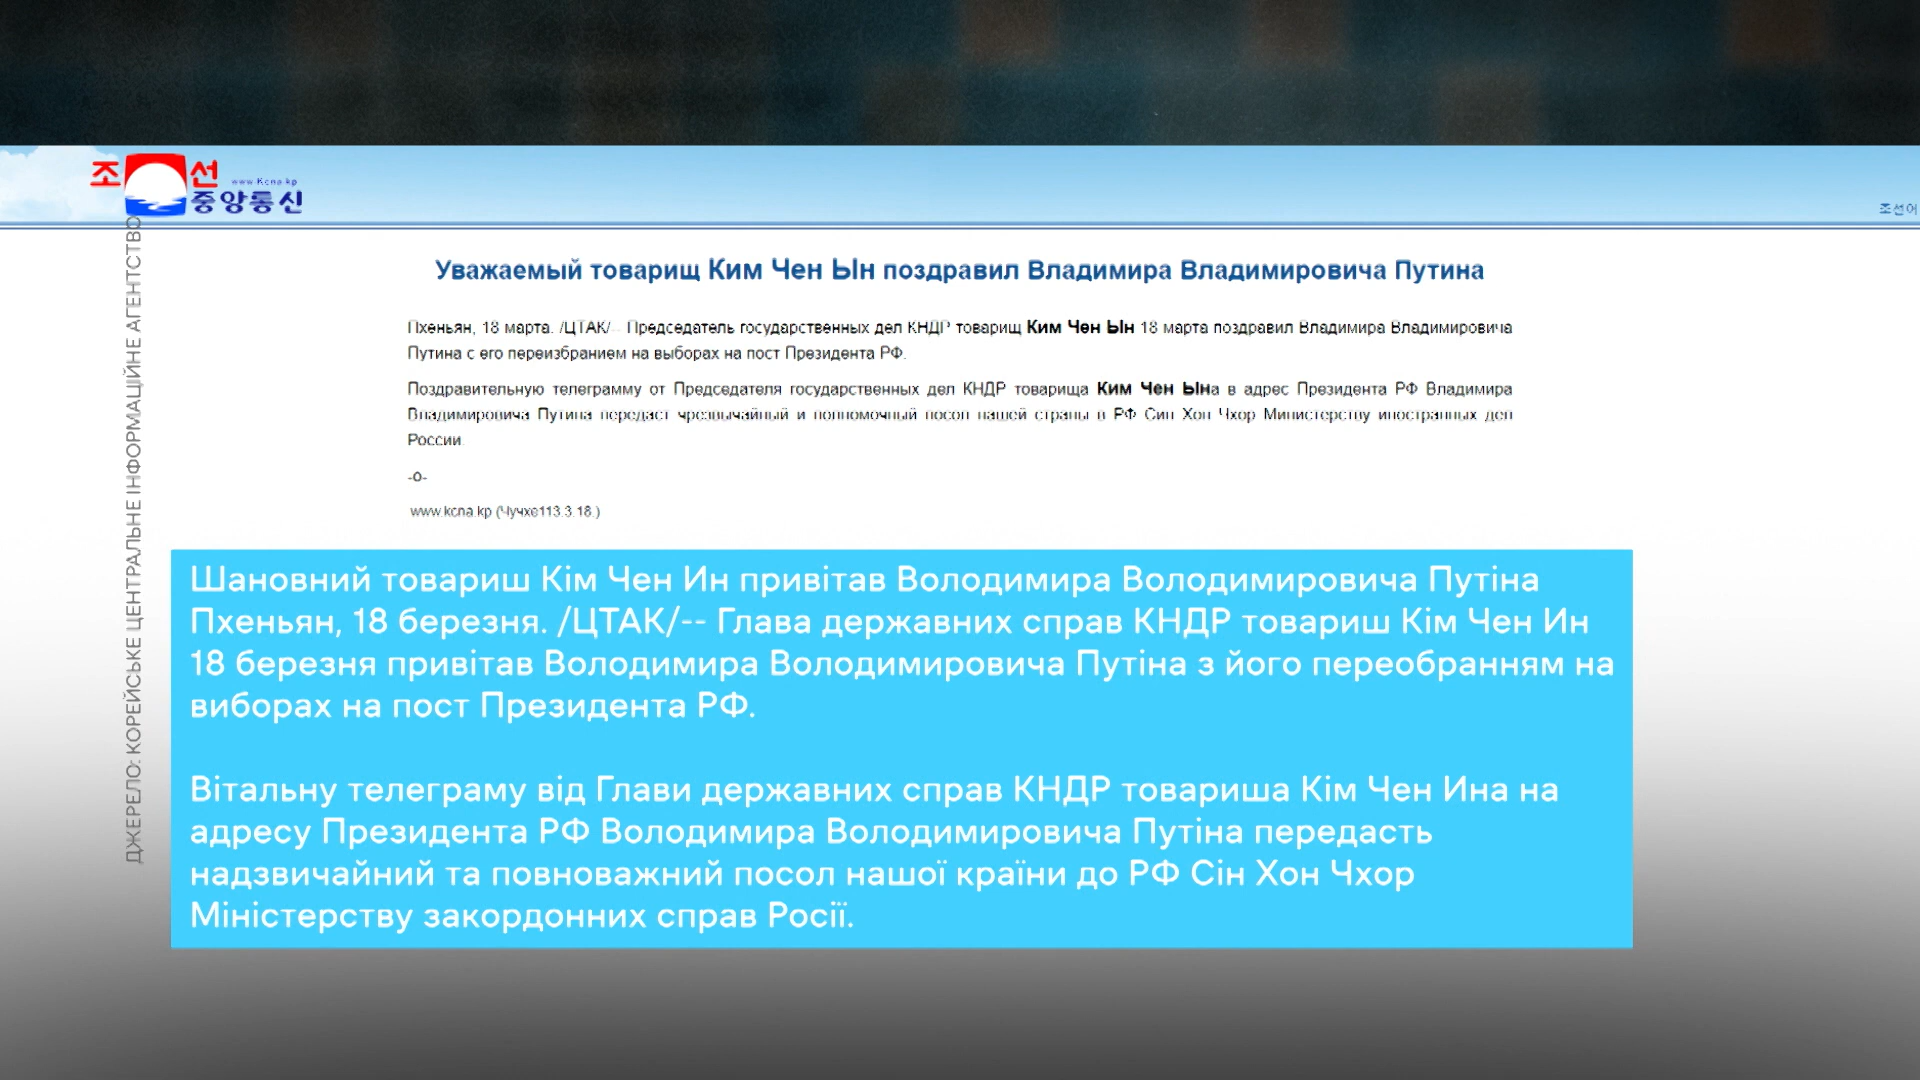 조선
www.Kcna.kp
중앙통신
조선어
Уважаемый товарищ Ким Чен Ын поздравил Владимира Владимировича Путина
Пхеньян, 18 марта. /ЦТАК/-- Председатель государственных дел КНДР товарищ Ким Чен Ын 18 марта поздравил Владимира Владимировича
Путина с его переизбранием на выборах на пост Президента РФ.
Поздравительную телеграмму от Председателя государственных дел КНДР товарища Ким Чен Ына в адрес Президента РФ Владимира
Владимировича Путина передаст чрезвычайный и полномочный посол нашей страны в РФ Син Хон Чхор Министерству иностранных дел
России.
-0-
www.kcna.kp (Чучхе113.3.18.)
ДЖЕРЕЛО: КОРЕЙСЬКЕ ЦЕНТРАЛЬНЕ ІНФОРМАЦІЙНЕ АГЕНТСТВО
Шановний товариш Кім Чен Ин привітав Володимира Володимировича Путіна
Пхеньян, 18 березня. /ЦТАК/-- Глава державних справ КНДР товариш Кім Чен Ин
18 березня привітав Володимира Володимировича Путіна з його переобранням на
виборах на пост Президента РФ.
Вітальну телеграму від Глави державних справ КНДР товариша Кім Чен Ина на
адресу Президента РФ Володимира Володимировича Путіна передасть
надзвичайний та повноважний посол нашої країни до РФ Сін Хон Чхор
Міністерству закордонних справ Росії.